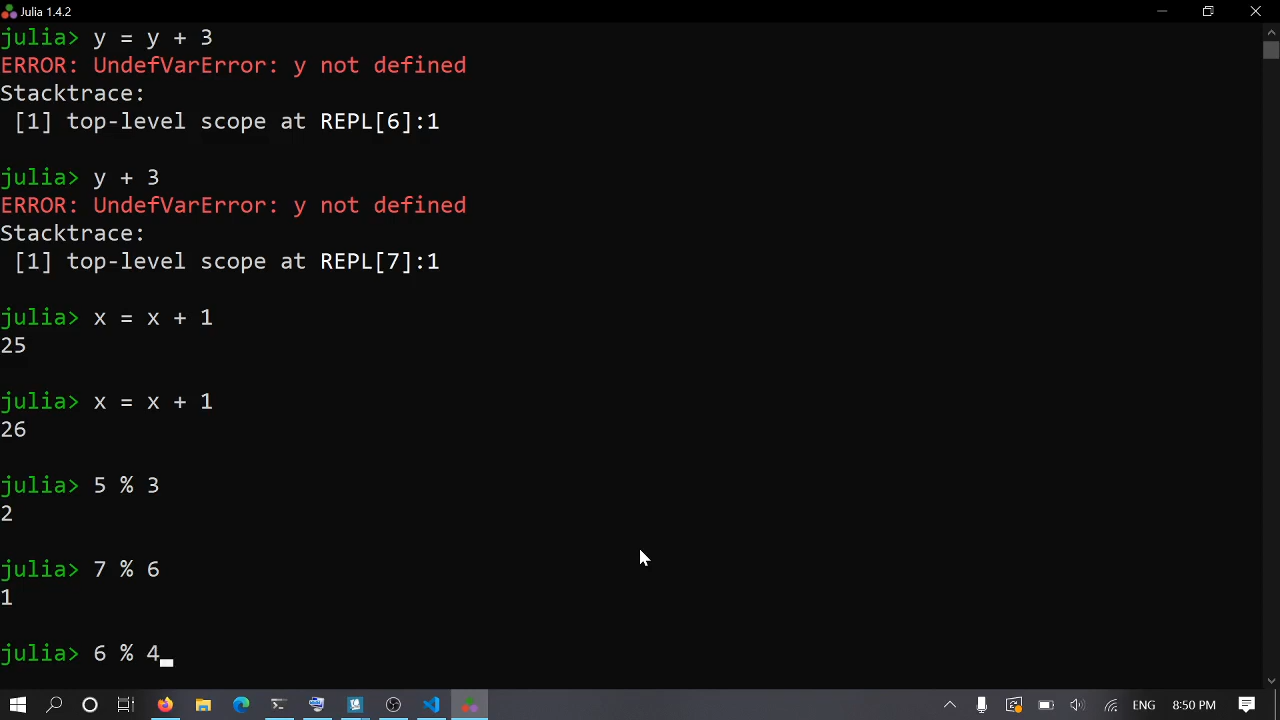 Julia 1.4.2
julia> y = y + 3
ERROR: UndefVarError: y not defined
Stacktrace:
 [1] top-level scope at REPL[6]:1
julia> y + 3
ERROR: UndefVarError: y not defined
Stacktrace:
 [1] top-level scope at REPL[7]:1
julia> x = x + 1
25
julia> x = x + 1
26
julia> 5 % 3
2
julia> 7 % 6
1
julia> 6 % 4
ENG 8:50 PM